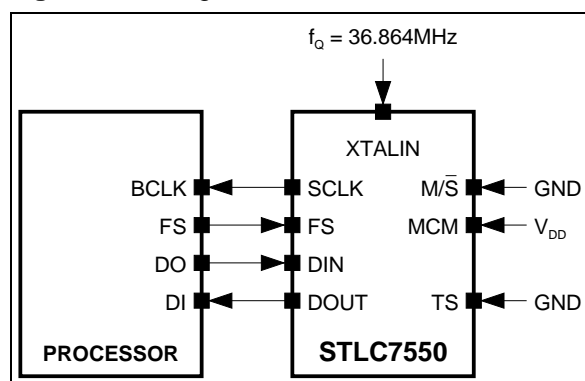 f_Q = 36.864MHz
XTALIN
BCLK SCLK M/S̅ GND
FS FS MCM V_DD
DO DIN
DI DOUT TS GND
PROCESSOR STLC7550